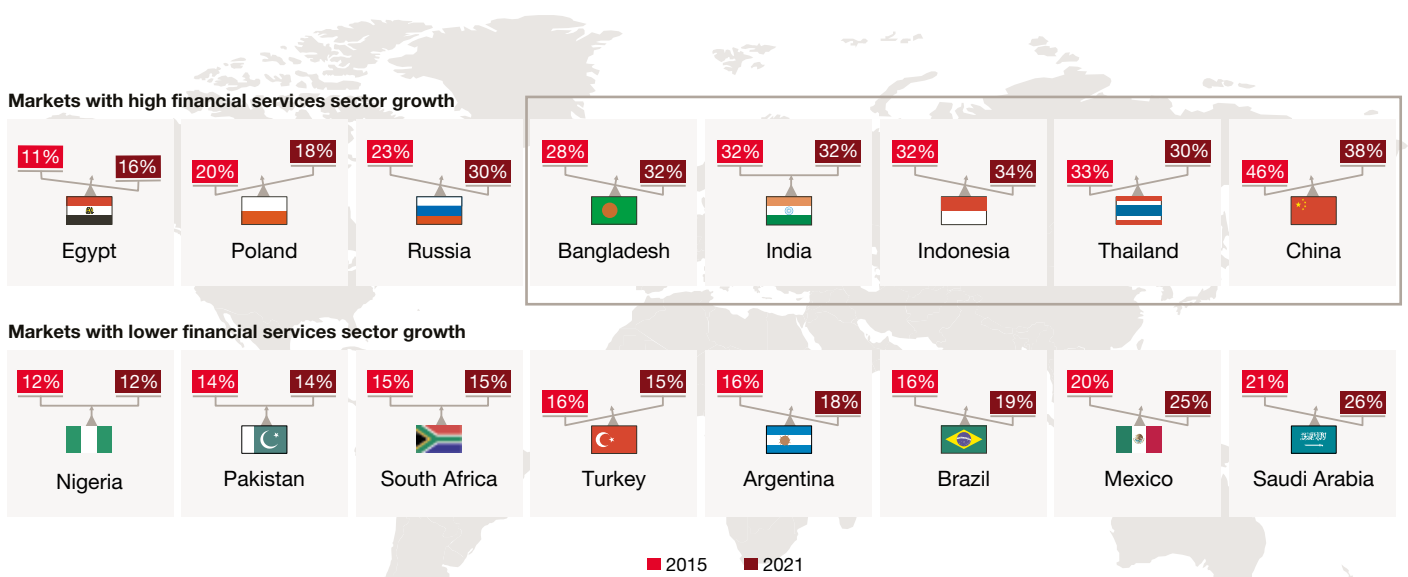 Markets with high financial services sector growth
11% 16% 20% 18% 23% 30% 28% 32% 32% 32% 32% 34% 33% 30% 46% 38%
Egypt Poland Russia Bangladesh India Indonesia Thailand China
Markets with lower financial services sector growth
12% 12% 14% 14% 15% 15% 16% 15% 16% 18% 16% 19% 20% 25% 21% 26%
Nigeria Pakistan South Africa Turkey Argentina Brazil Mexico Saudi Arabia
2015 2021